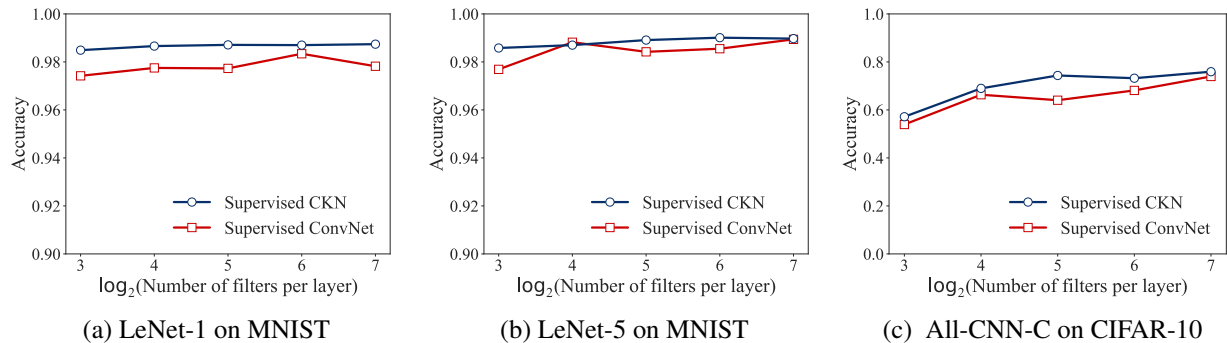 1.00
0.98
0.96
0.94
0.92
0.90
Accuracy
3 4 5 6 7
log2(Number of filters per layer)
Supervised CKN
Supervised ConvNet
(a) LeNet-1 on MNIST
1.00
0.98
0.96
0.94
0.92
0.90
Accuracy
3 4 5 6 7
log2(Number of filters per layer)
Supervised CKN
Supervised ConvNet
(b) LeNet-5 on MNIST
1.0
0.8
0.6
0.4
0.2
0.0
Accuracy
3 4 5 6 7
log2(Number of filters per layer)
Supervised CKN
Supervised ConvNet
(c) All-CNN-C on CIFAR-10